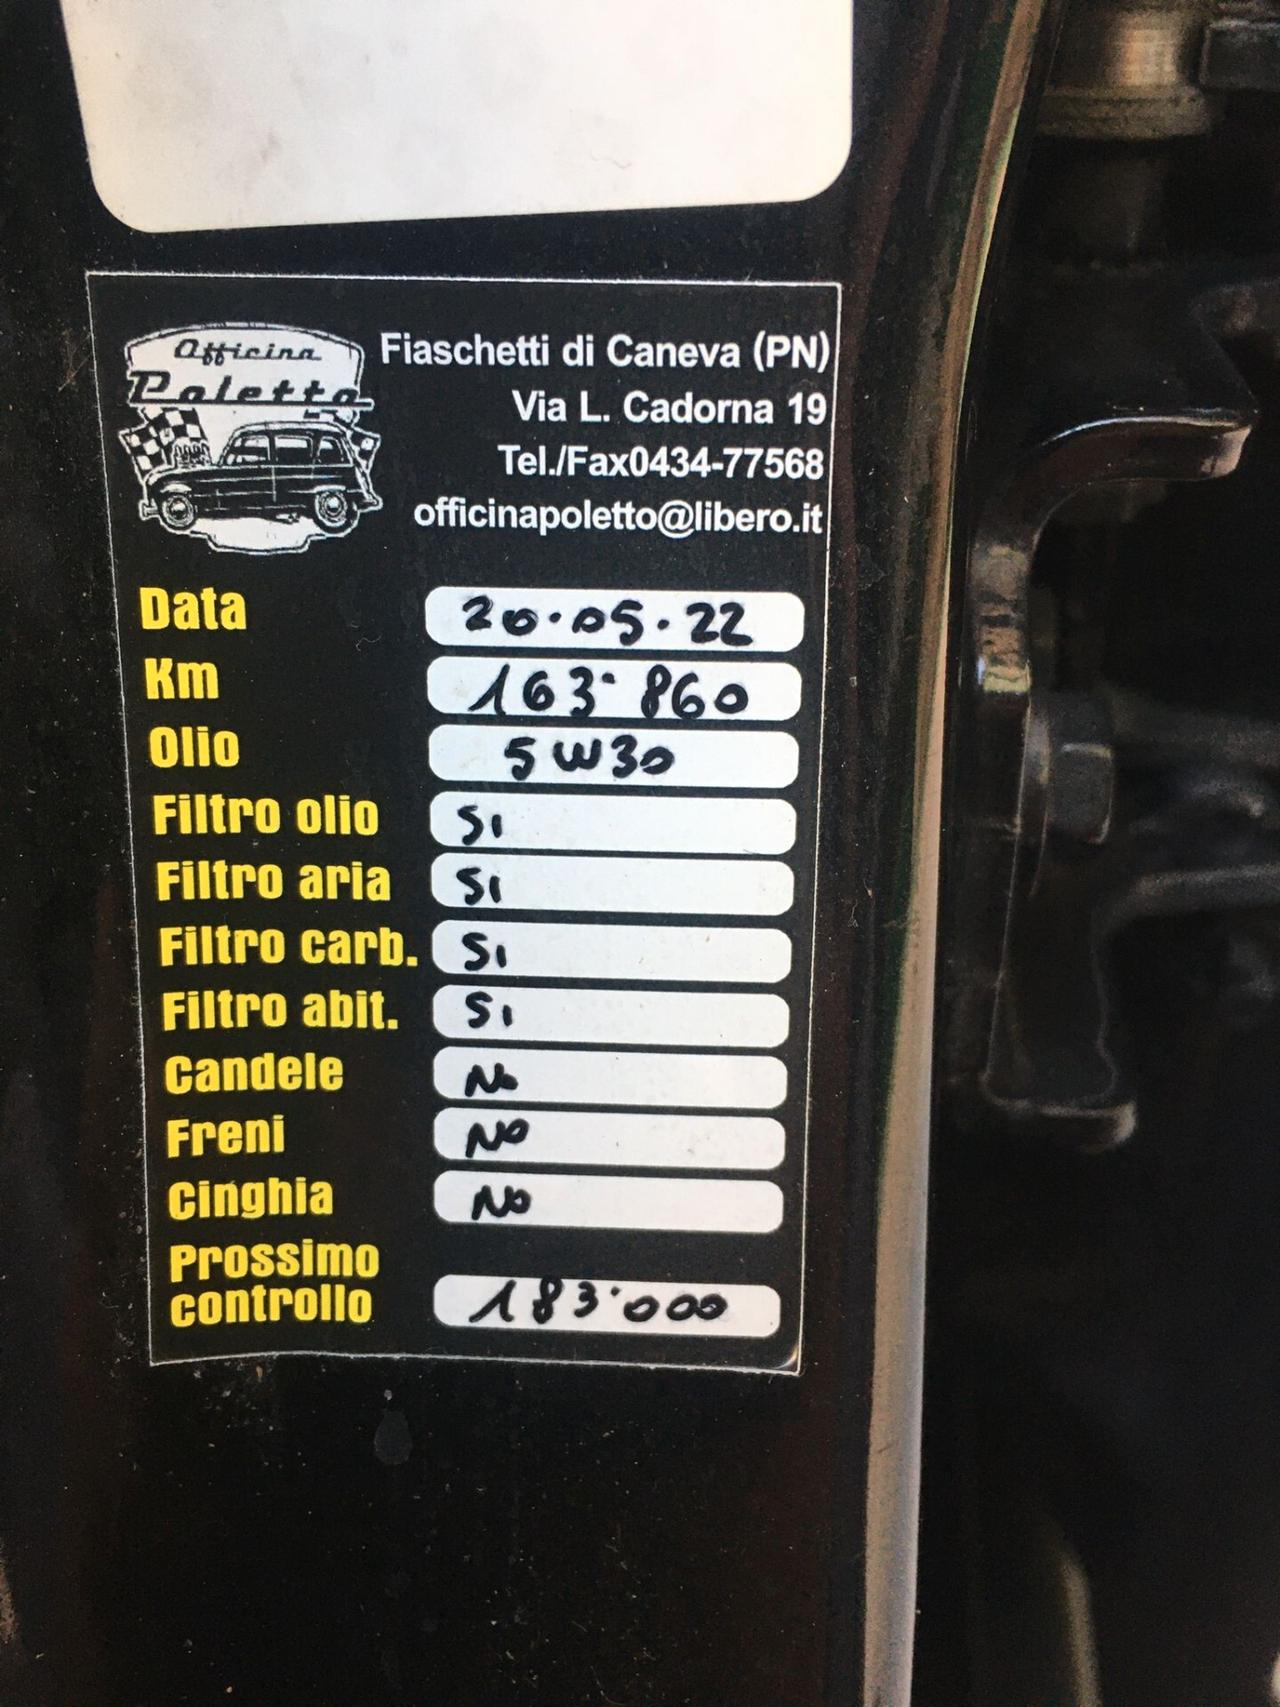 Officina
Poletto
Fiaschetti di Caneva (PN)
Via L. Cadorna 19
Tel./Fax0434-77568
officinapoletto@libero.it
Data 20.05.22
Km 163˙860
Olio 5W30
Filtro olio Si
Filtro aria Si
Filtro carb. Si
Filtro abit. Si
Candele No
Freni No
Cinghia No
Prossimo
controllo 183˙000